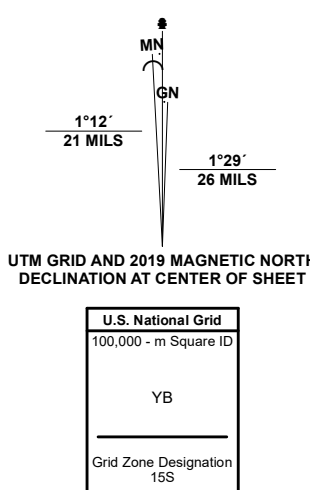 MN
GN
1°12´
21 MILS
1°29´
26 MILS
UTM GRID AND 2019 MAGNETIC NORTH
DECLINATION AT CENTER OF SHEET
U.S. National Grid
100,000 - m Square ID
YB
Grid Zone Designation
15S